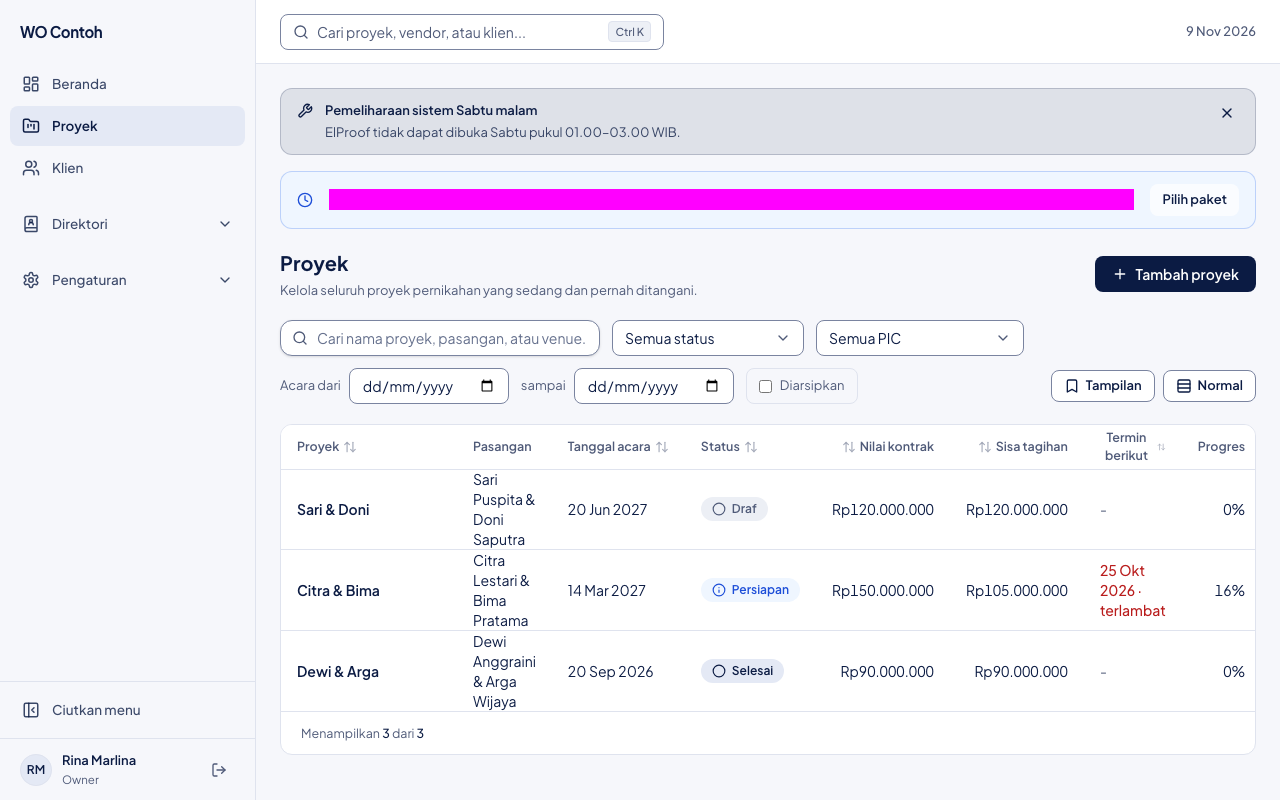 WO Contoh
Cari proyek, vendor, atau klien...
Ctrl K
9 Nov 2026
Beranda
Proyek
Klien
Direktori
Pengaturan
Pemeliharaan sistem Sabtu malam
ElProof tidak dapat dibuka Sabtu pukul 01.00–03.00 WIB.
Pilih paket
Proyek
Kelola seluruh proyek pernikahan yang sedang dan pernah ditangani.
Tambah proyek
Cari nama proyek, pasangan, atau venue.
Semua status
Semua PIC
Acara dari
dd/mm/yyyy
sampai
dd/mm/yyyy
Diarsipkan
Tampilan
Normal
Proyek
Pasangan
Tanggal acara
Status
Nilai kontrak
Sisa tagihan
Termin
berikut
Progres
Sari & Doni
Sari
Puspita &
Doni
Saputra
20 Jun 2027
Draf
Rp120.000.000
Rp120.000.000
-
0%
Citra & Bima
Citra
Lestari &
Bima
Pratama
14 Mar 2027
Persiapan
Rp150.000.000
Rp105.000.000
25 Okt
2026 ·
terlambat
16%
Dewi & Arga
Dewi
Anggraini
& Arga
Wijaya
20 Sep 2026
Selesai
Rp90.000.000
Rp90.000.000
-
0%
Menampilkan 3 dari 3
Ciutkan menu
RM
Rina Marlina
Owner